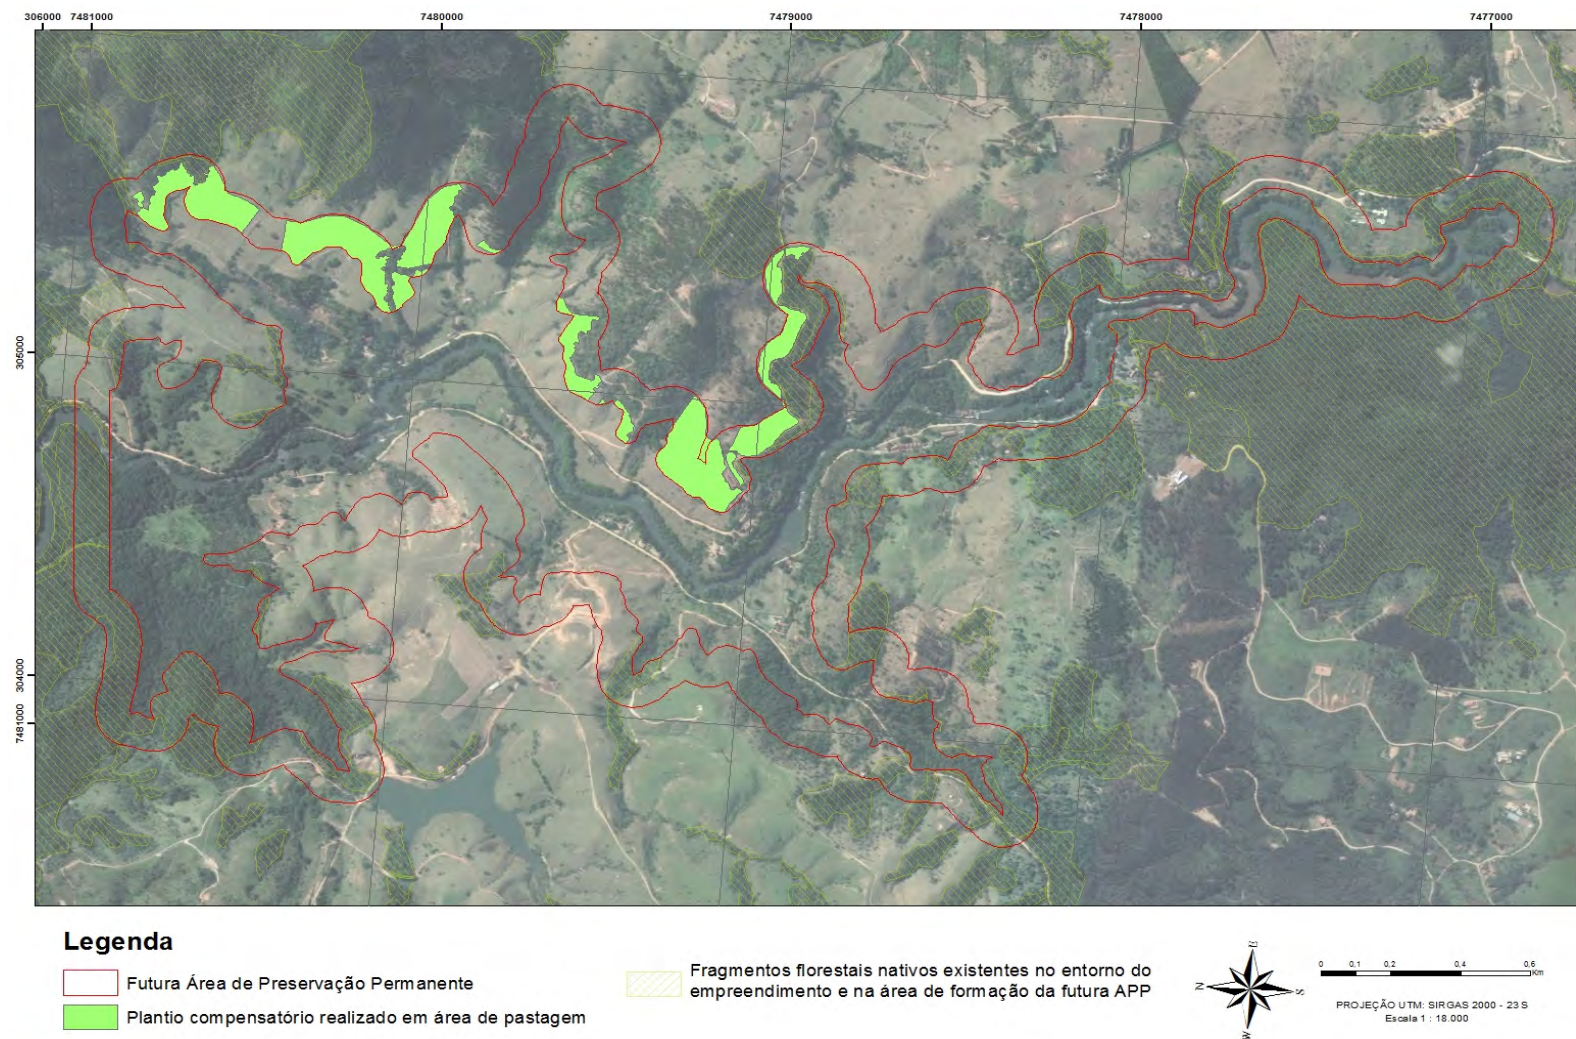 306000 7481000 7480000 7479000 7478000 7477000
305000
304000
7481000
Legenda
Futura Área de Preservação Permanente
Plantio compensatório realizado em área de pastagem
Fragmentos florestais nativos existentes no entorno do
empreendimento e na área de formação da futura APP
E
N
S
W
0 0,1 0,2 0,4 0,6
Km
PROJEÇÃO UTM: SIRGAS 2000 - 23 S
Escala 1 : 18.000